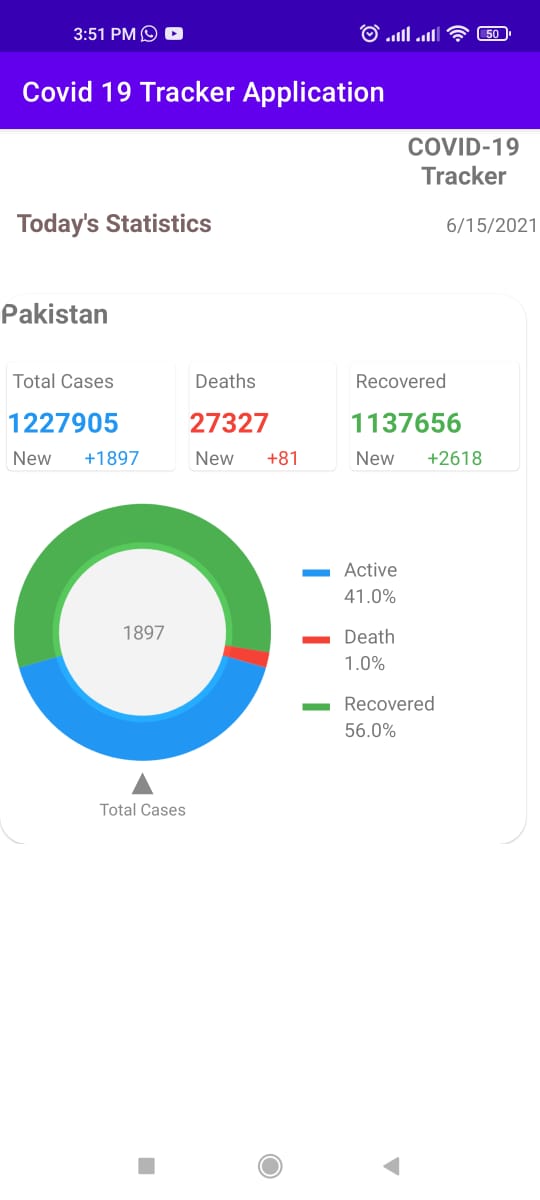 3:51 PM
50
Covid 19 Tracker Application
COVID-19
Tracker
Today's Statistics
6/15/2021
Pakistan
Total Cases
Deaths
Recovered
1227905
27327
1137656
New +1897
New +81
New +2618
1897
Active
41.0%
Death
1.0%
Recovered
56.0%
Total Cases